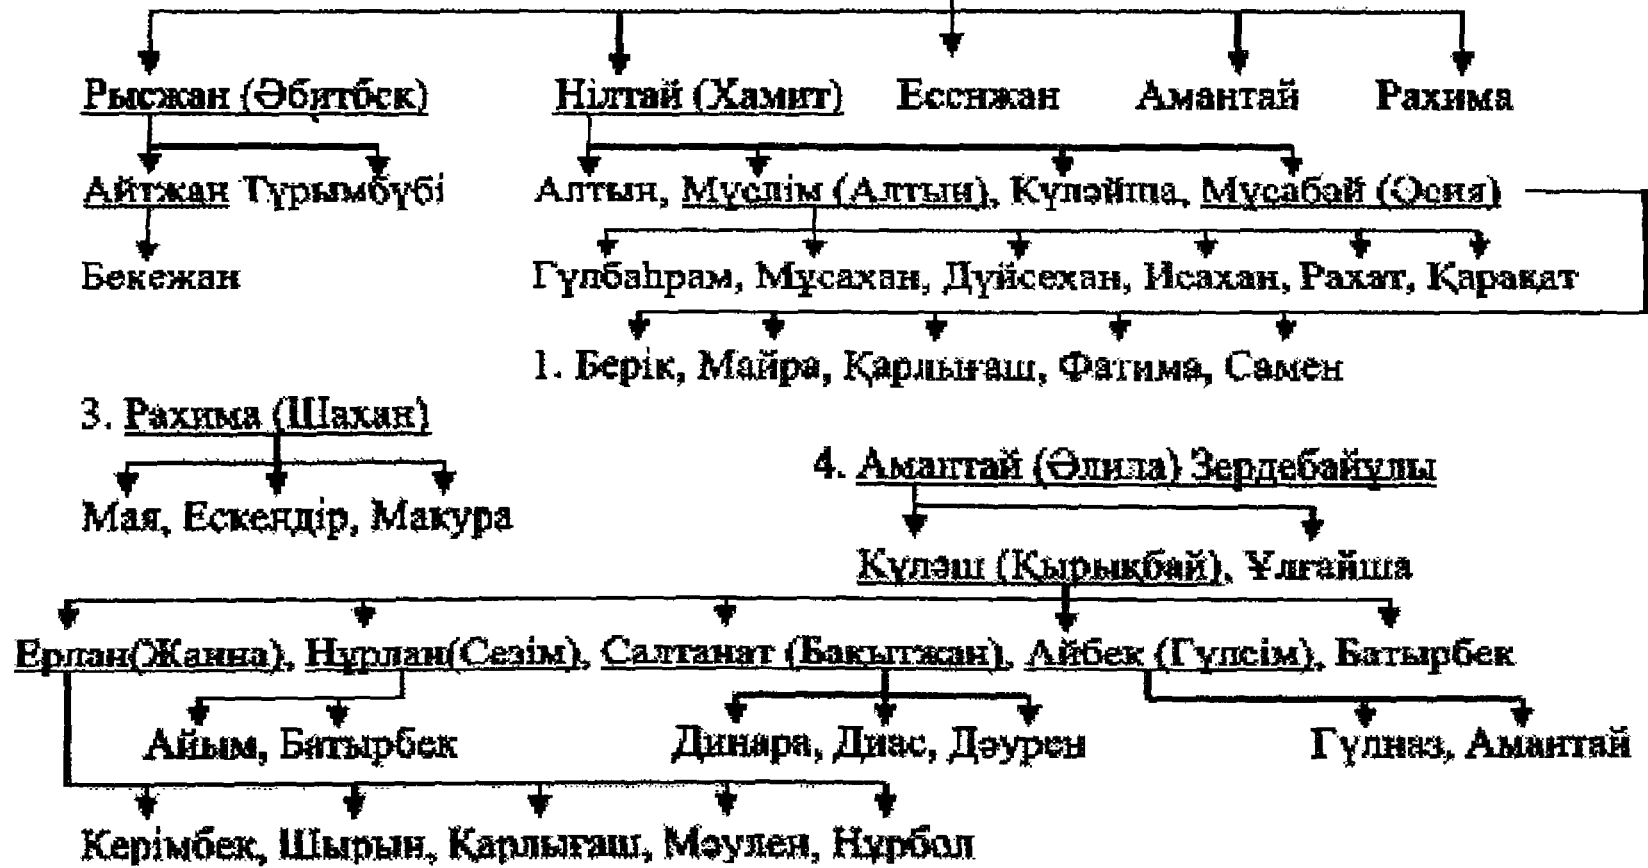 Рысжан (Әбитбек) Нілтай (Хамит) Есенжан Амантай Рахима
Айтжан Тұрымбүбі Алтын, Мүслім (Алтын), Күләйша, Мұсабай (Осия)
Бекежан Гүлбаһрам, Мұсахан, Дүйсехан, Исахан, Рахат, Қарақат
1. Берік, Майра, Қарлығаш, Фатима, Самен
3. Рахима (Шахан)
4. Амантай (Әлила) Зердебайұлы
Мая, Ескендір, Макура
Күләш (Қырықбай), Ұлғайша
Ерлан(Жанна), Нұрлан(Сезім), Салтанат (Бақытжан), Айбек (Гүлсім), Батырбек
Айым, Батырбек Динара, Диас, Дәурен Гүлназ, Амантай
Керімбек, Шырын, Қарлығаш, Мәулен, Нұрбол